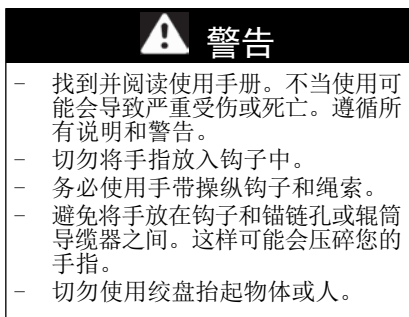 警告
- 找到并阅读使用手册。不当使用可
能会导致严重受伤或死亡。遵循所
有说明和警告。
- 切勿将手指放入钩子中。
- 务必使用手带操纵钩子和绳索。
- 避免将手放在钩子和锚链孔或辊筒
导缆器之间。这样可能会压碎您的
手指。
- 切勿使用绞盘抬起物体或人。